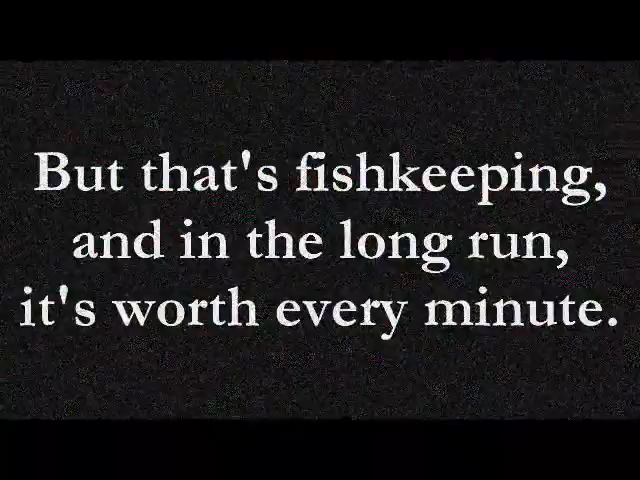 But that's fishkeeping,
and in the long run,
it's worth every minute.